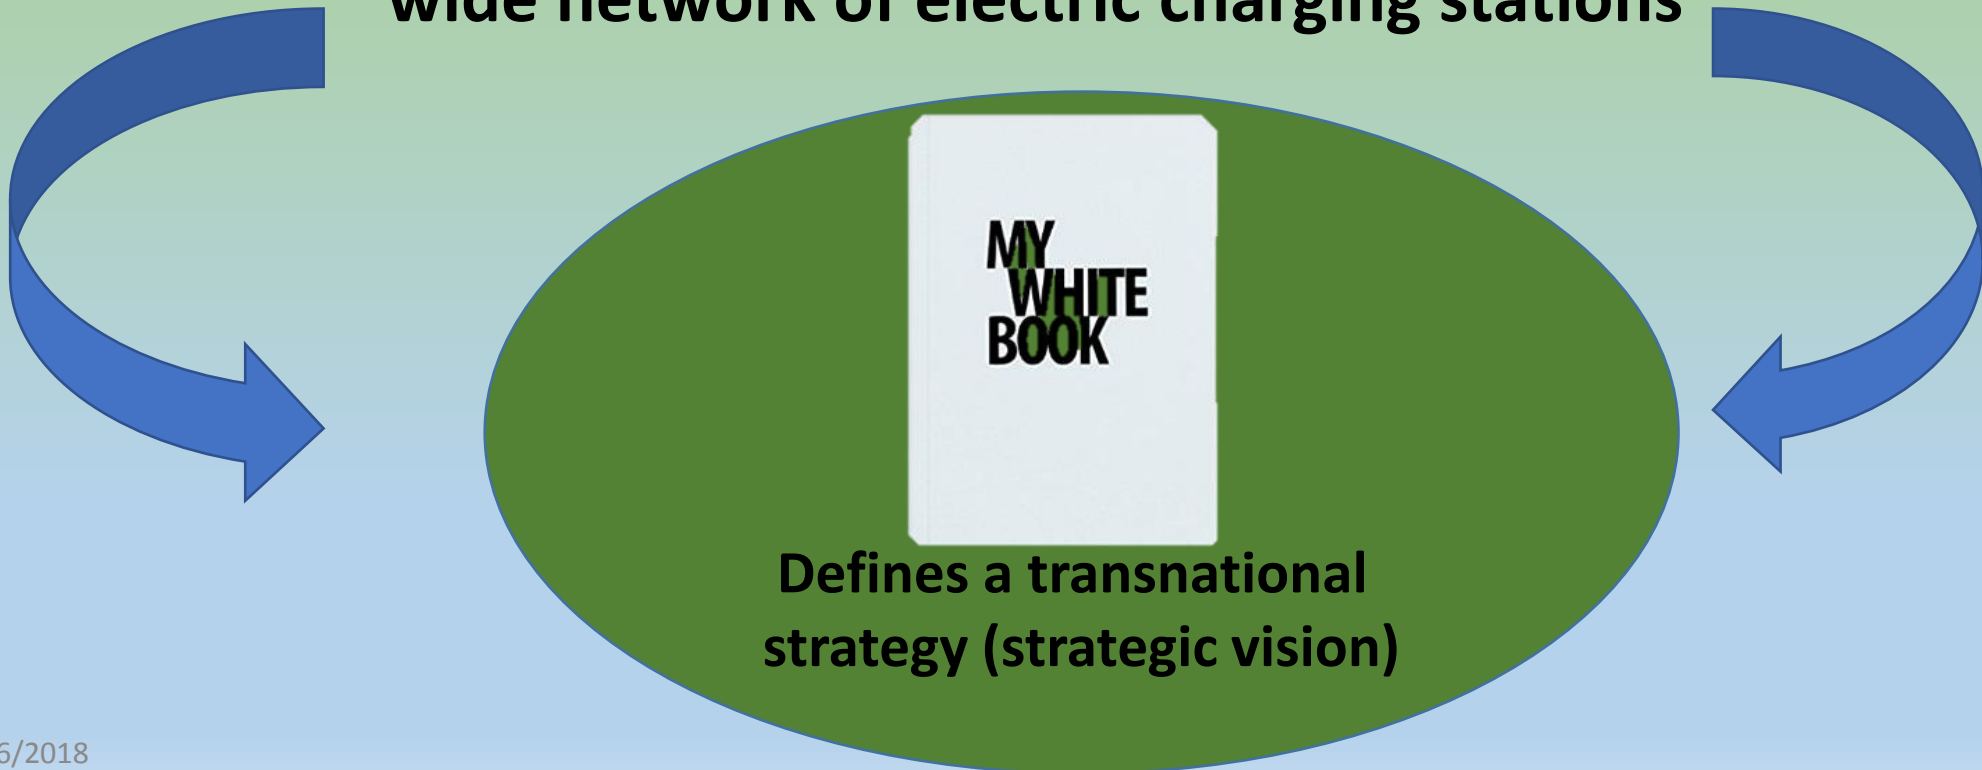 wide network of electric charging stations
MY
WHITE
BOOK
Defines a transnational
strategy (strategic vision)
6/2018